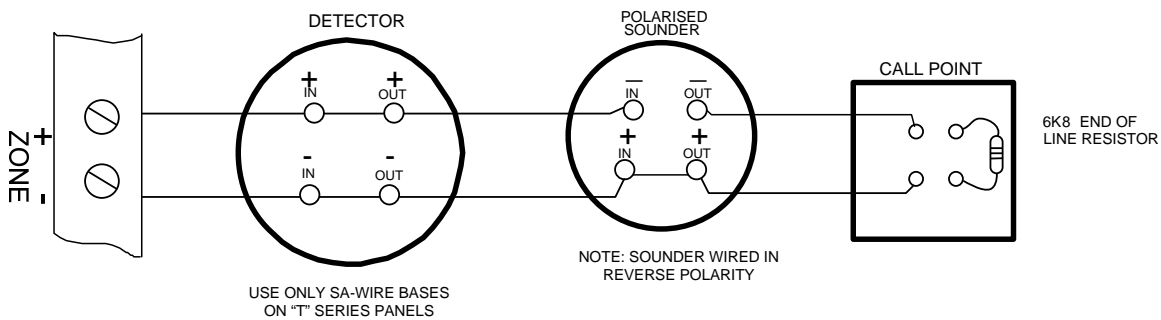 DETECTOR
POLARISED
SOUNDER
CALL POINT
+ +
IN OUT
- -
IN OUT
– –
IN OUT
+ +
IN OUT
ZONE
+
-
6K8 END OF
LINE RESISTOR
NOTE: SOUNDER WIRED IN
REVERSE POLARITY
USE ONLY SA-WIRE BASES
ON “T” SERIES PANELS